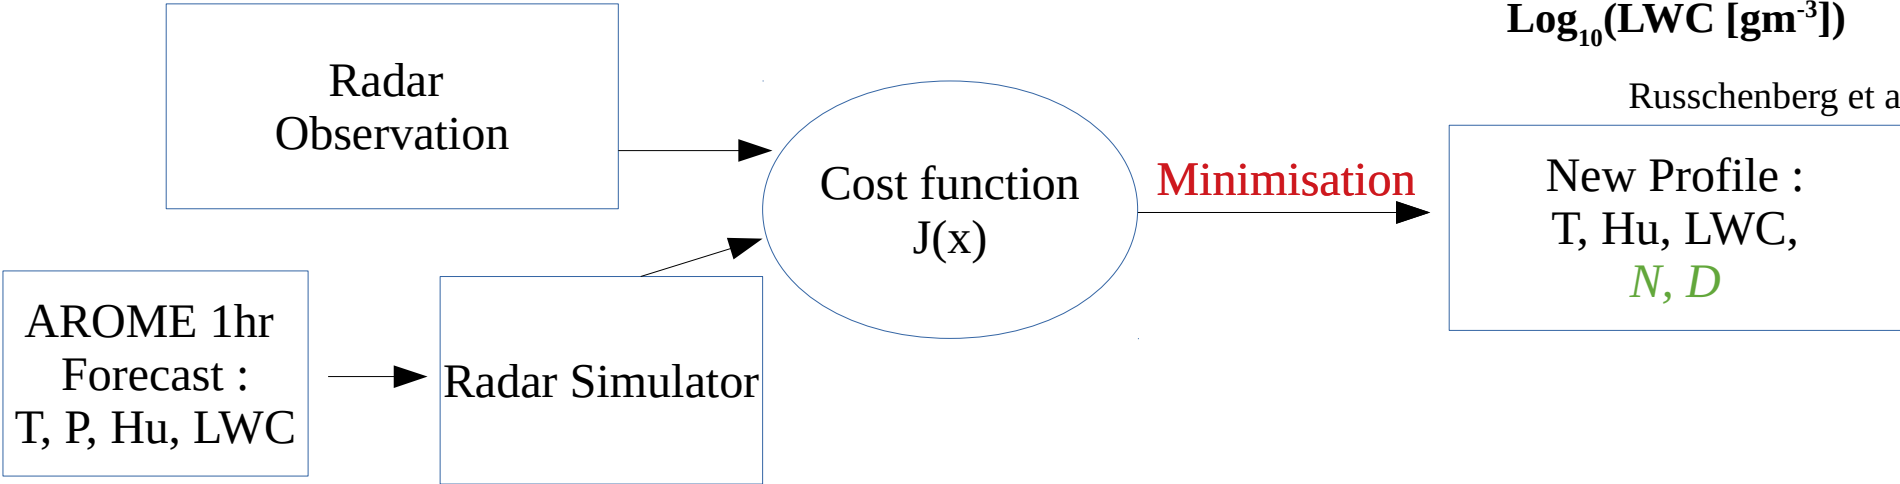 Log10(LWC [gm-3])
Russchenberg et a
Radar
Observation
Cost function
J(x)
Minimisation
New Profile :
T, Hu, LWC,
N, D
AROME 1hr
Forecast :
T, P, Hu, LWC
Radar Simulator